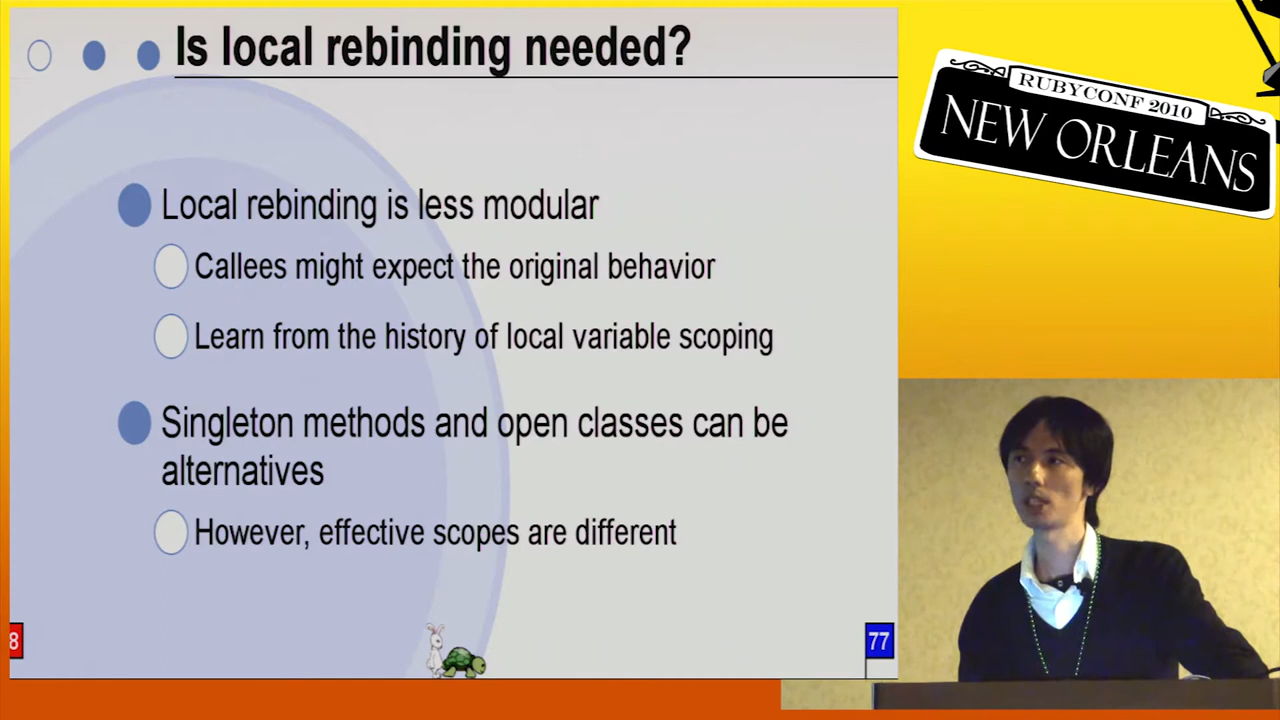 Is local rebinding needed?
Local rebinding is less modular
Callees might expect the original behavior
Learn from the history of local variable scoping
Singleton methods and open classes can be
alternatives
However, effective scopes are different
8
77
RUBYCONF 2010
NEW ORLEANS